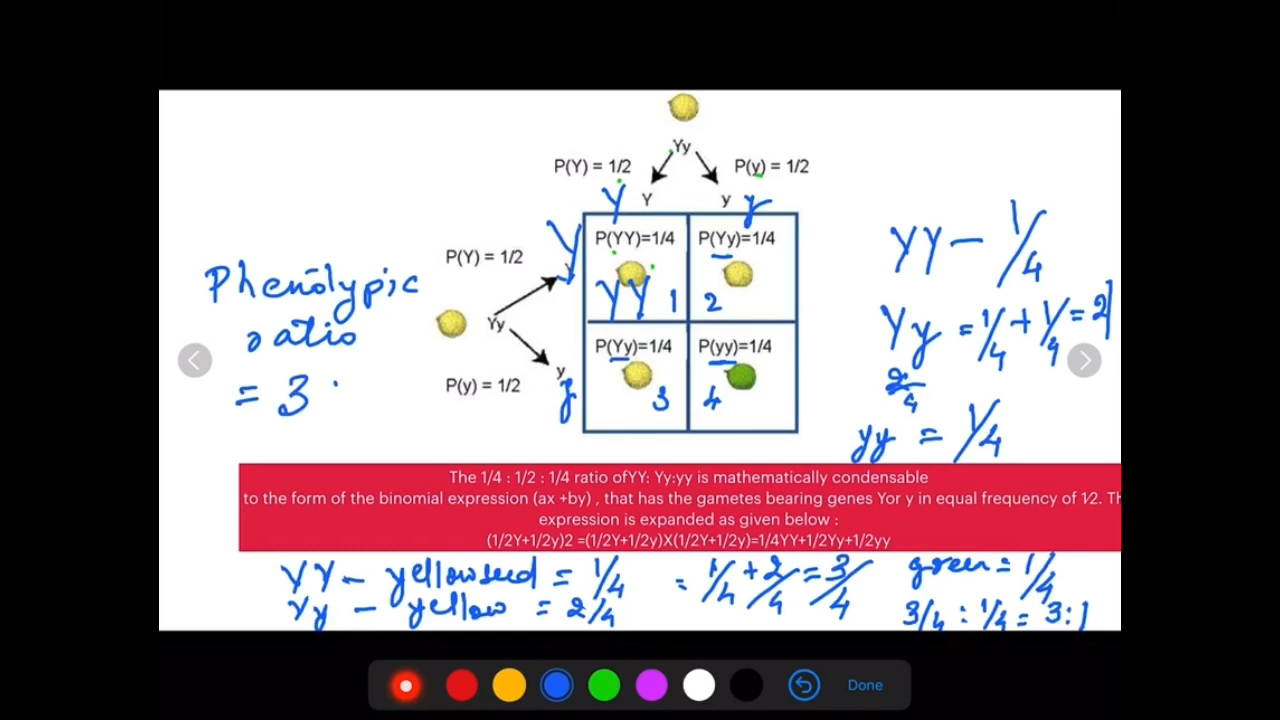 Yy
P(Y) = 1/2
P(y) = 1/2
Y
y
Y
y
P(Y) = 1/2
Y
Y
Yy
P(y) = 1/2
y
y
P(YY)=1/4
YY 1
P(Yy)=1/4
2
P(Yy)=1/4
3
P(yy)=1/4
4
Phenotypic
ratio
= 3
YY - 1/4
Yy = 1/4 + 1/4 = 2
2/4
yy = 1/4
The 1/4 : 1/2 : 1/4 ratio ofYY: Yy:yy is mathematically condensable
to the form of the binomial expression (ax +by) , that has the gametes bearing genes Yor y in equal frequency of 1⁄2. Th
expression is expanded as given below :
(1/2Y+1/2y)2 =(1/2Y+1/2y)X(1/2Y+1/2y)=1/4YY+1/2Yy+1/2yy
YY - yellow seed = 1/4
Yy - yellow = 2/4
= 1/4 + 2/4 = 3/4
green = 1/4
3/4 : 1/4 = 3:1
Done